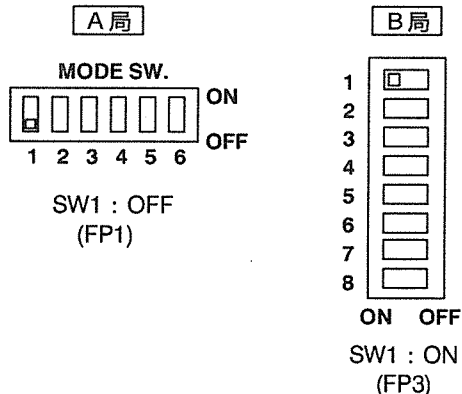 A局
MODE SW.
ON
OFF
1 2 3 4 5 6
SW1 : OFF
(FP1)
B局
1
2
3
4
5
6
7
8
ON OFF
SW1 : ON
(FP3)